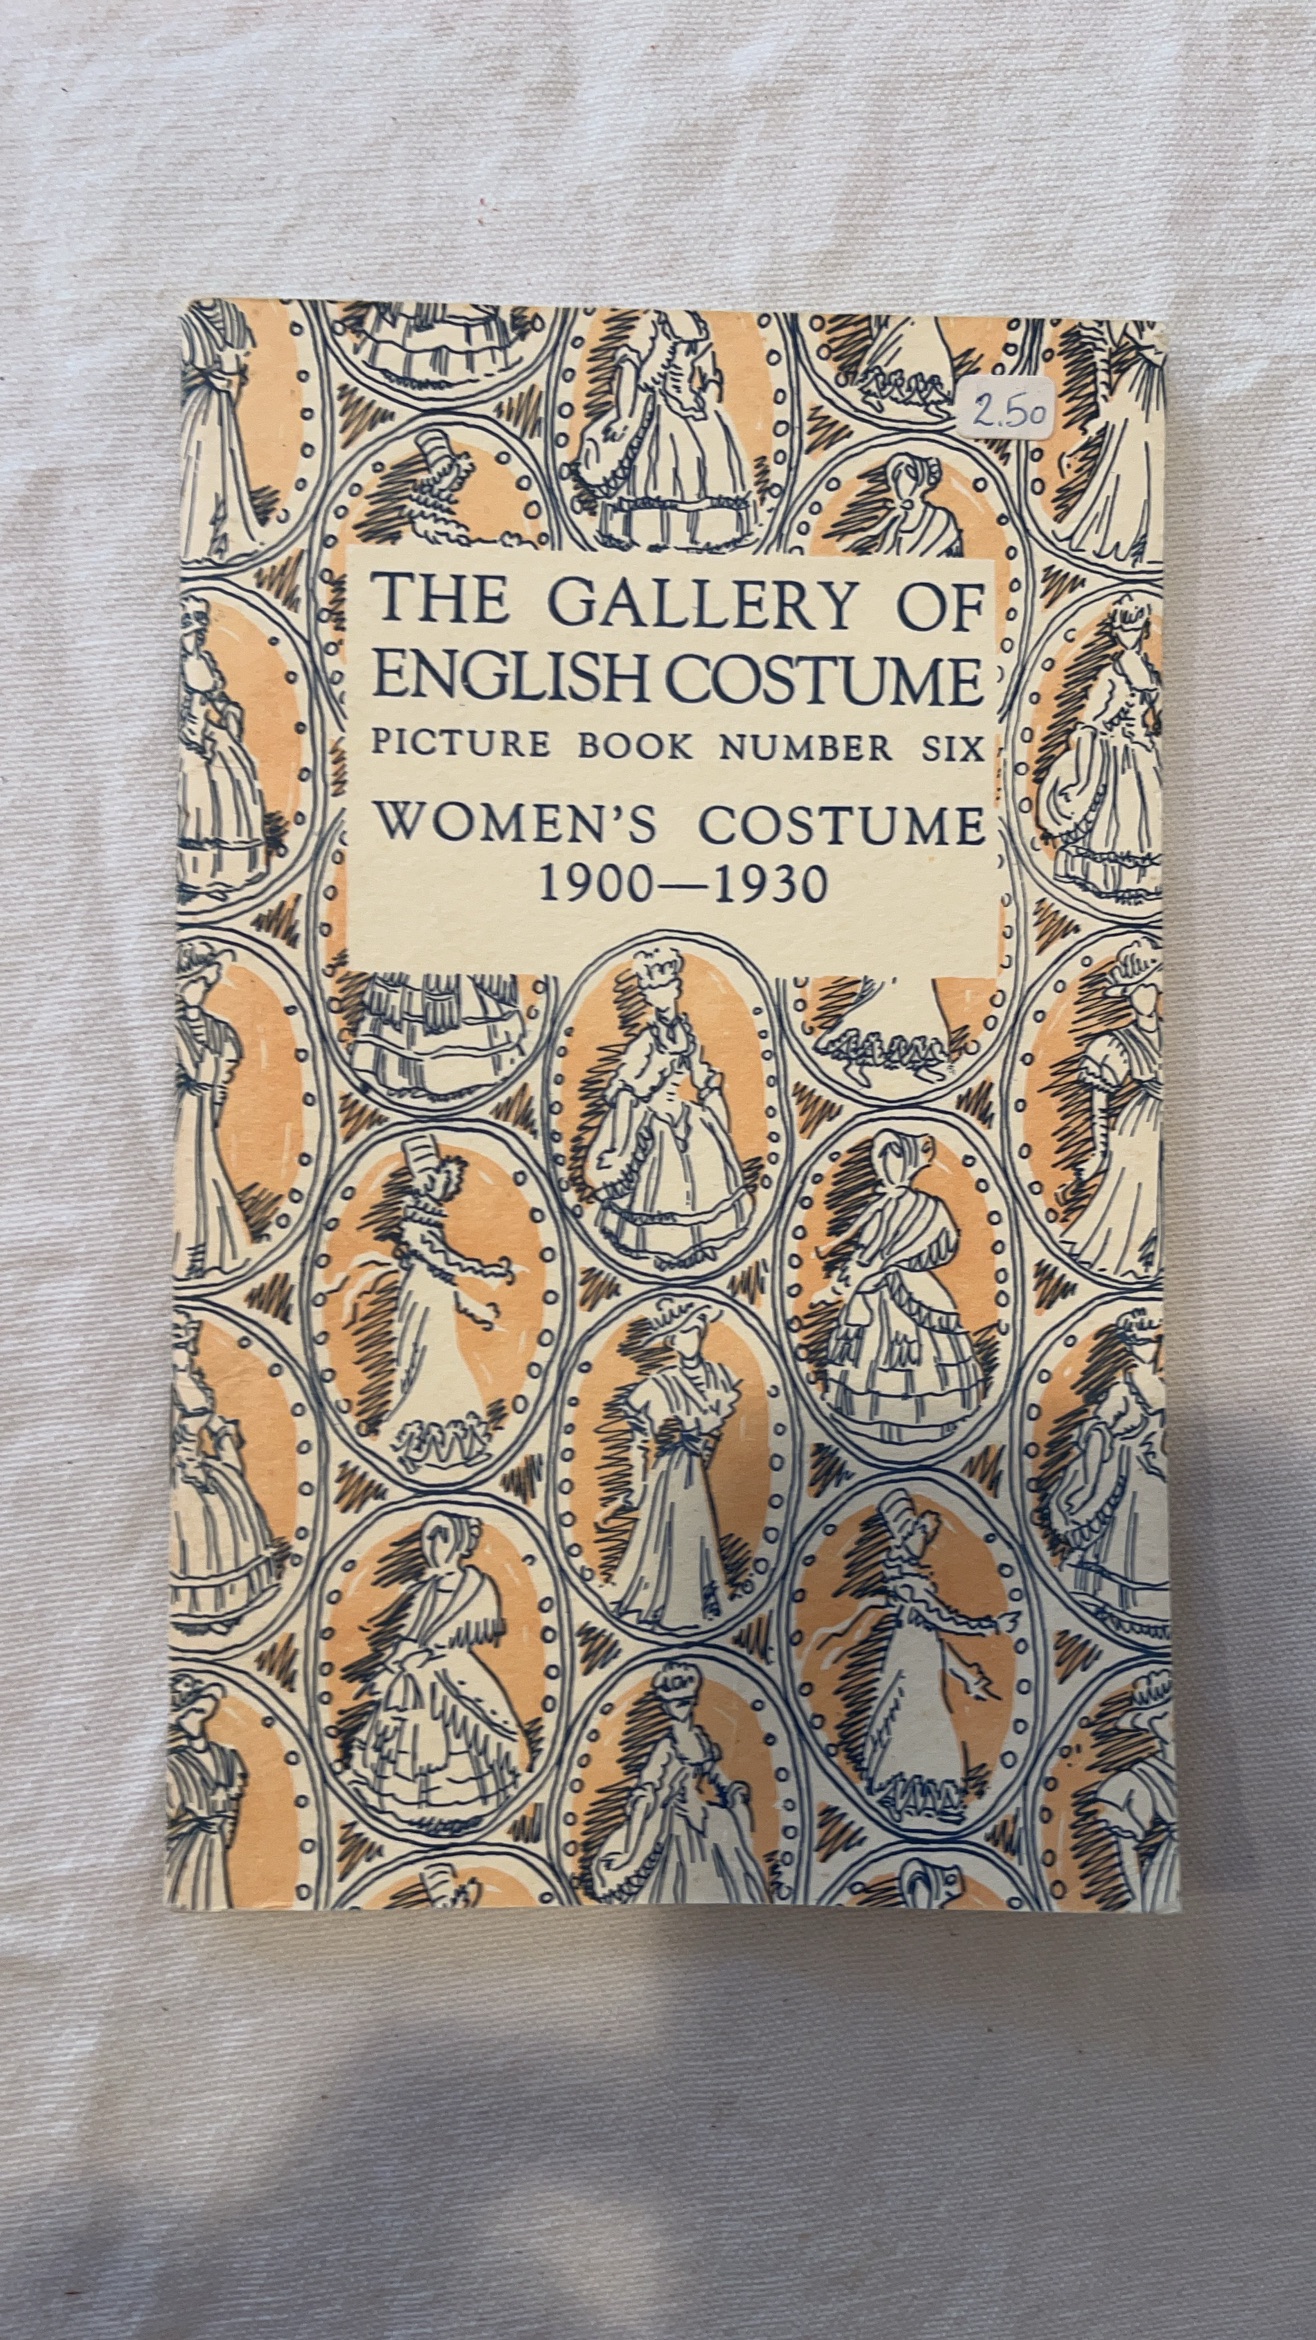 2.50
THE GALLERY OF
ENGLISH COSTUME
PICTURE BOOK NUMBER SIX
WOMEN'S COSTUME
1900—1930